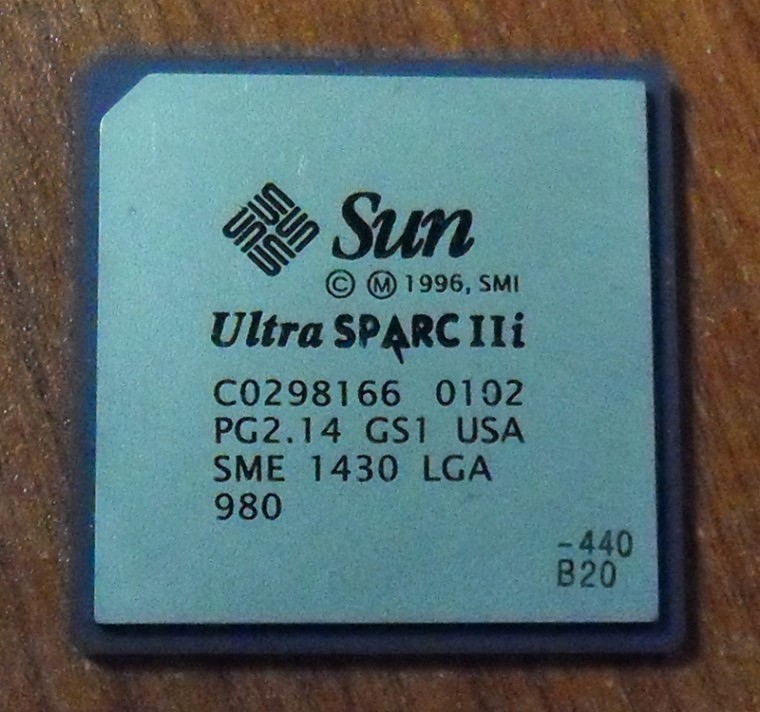 Sun
© Ⓜ 1996, SMI
Ultra SPARC IIi
C0298166 0102
PG2.14 GS1 USA
SME 1430 LGA
980
-440
B20